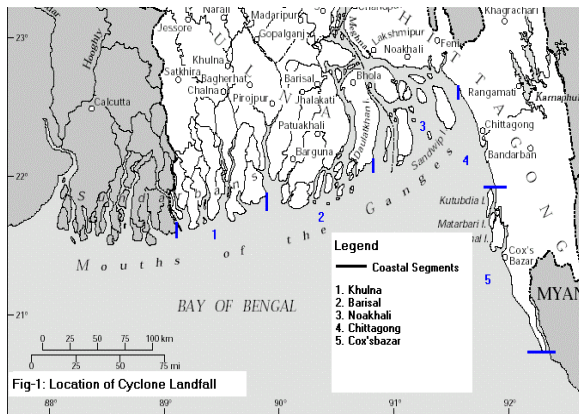 Narail
Madaripur
Chandpur
Khagrachari
23
Jessore
Gopalganj
Lakshmipur
Feni
H
I
T
T
A
G
O
N
G
Hooghly
Khulna
Noakhali
Satkhira
Bagherhat
Barisal
Bhola
Rangamati
Chalna
Pirojpur
Jhalakati
Karnaphuli
Calcutta
Patuakhali
Daulatkhan I.
3
Chittagong
Barguna
Sandwip I.
4
Bandarban
22
Sundarbans
Kutubdia I.
1
2
Matarbari I.
Mouths of the Ganges
Legend
Cox's
Bazar
Coastal Segments
5
1. Khulna
BAY OF BENGAL
2. Barisal
MYAN
3. Noakhali
21
4. Chittagong
5. Cox'sbazar
0 25 50 75 100 km
0 25 50 75 mi
Fig-1: Location of Cyclone Landfall
88
89
90
91
92